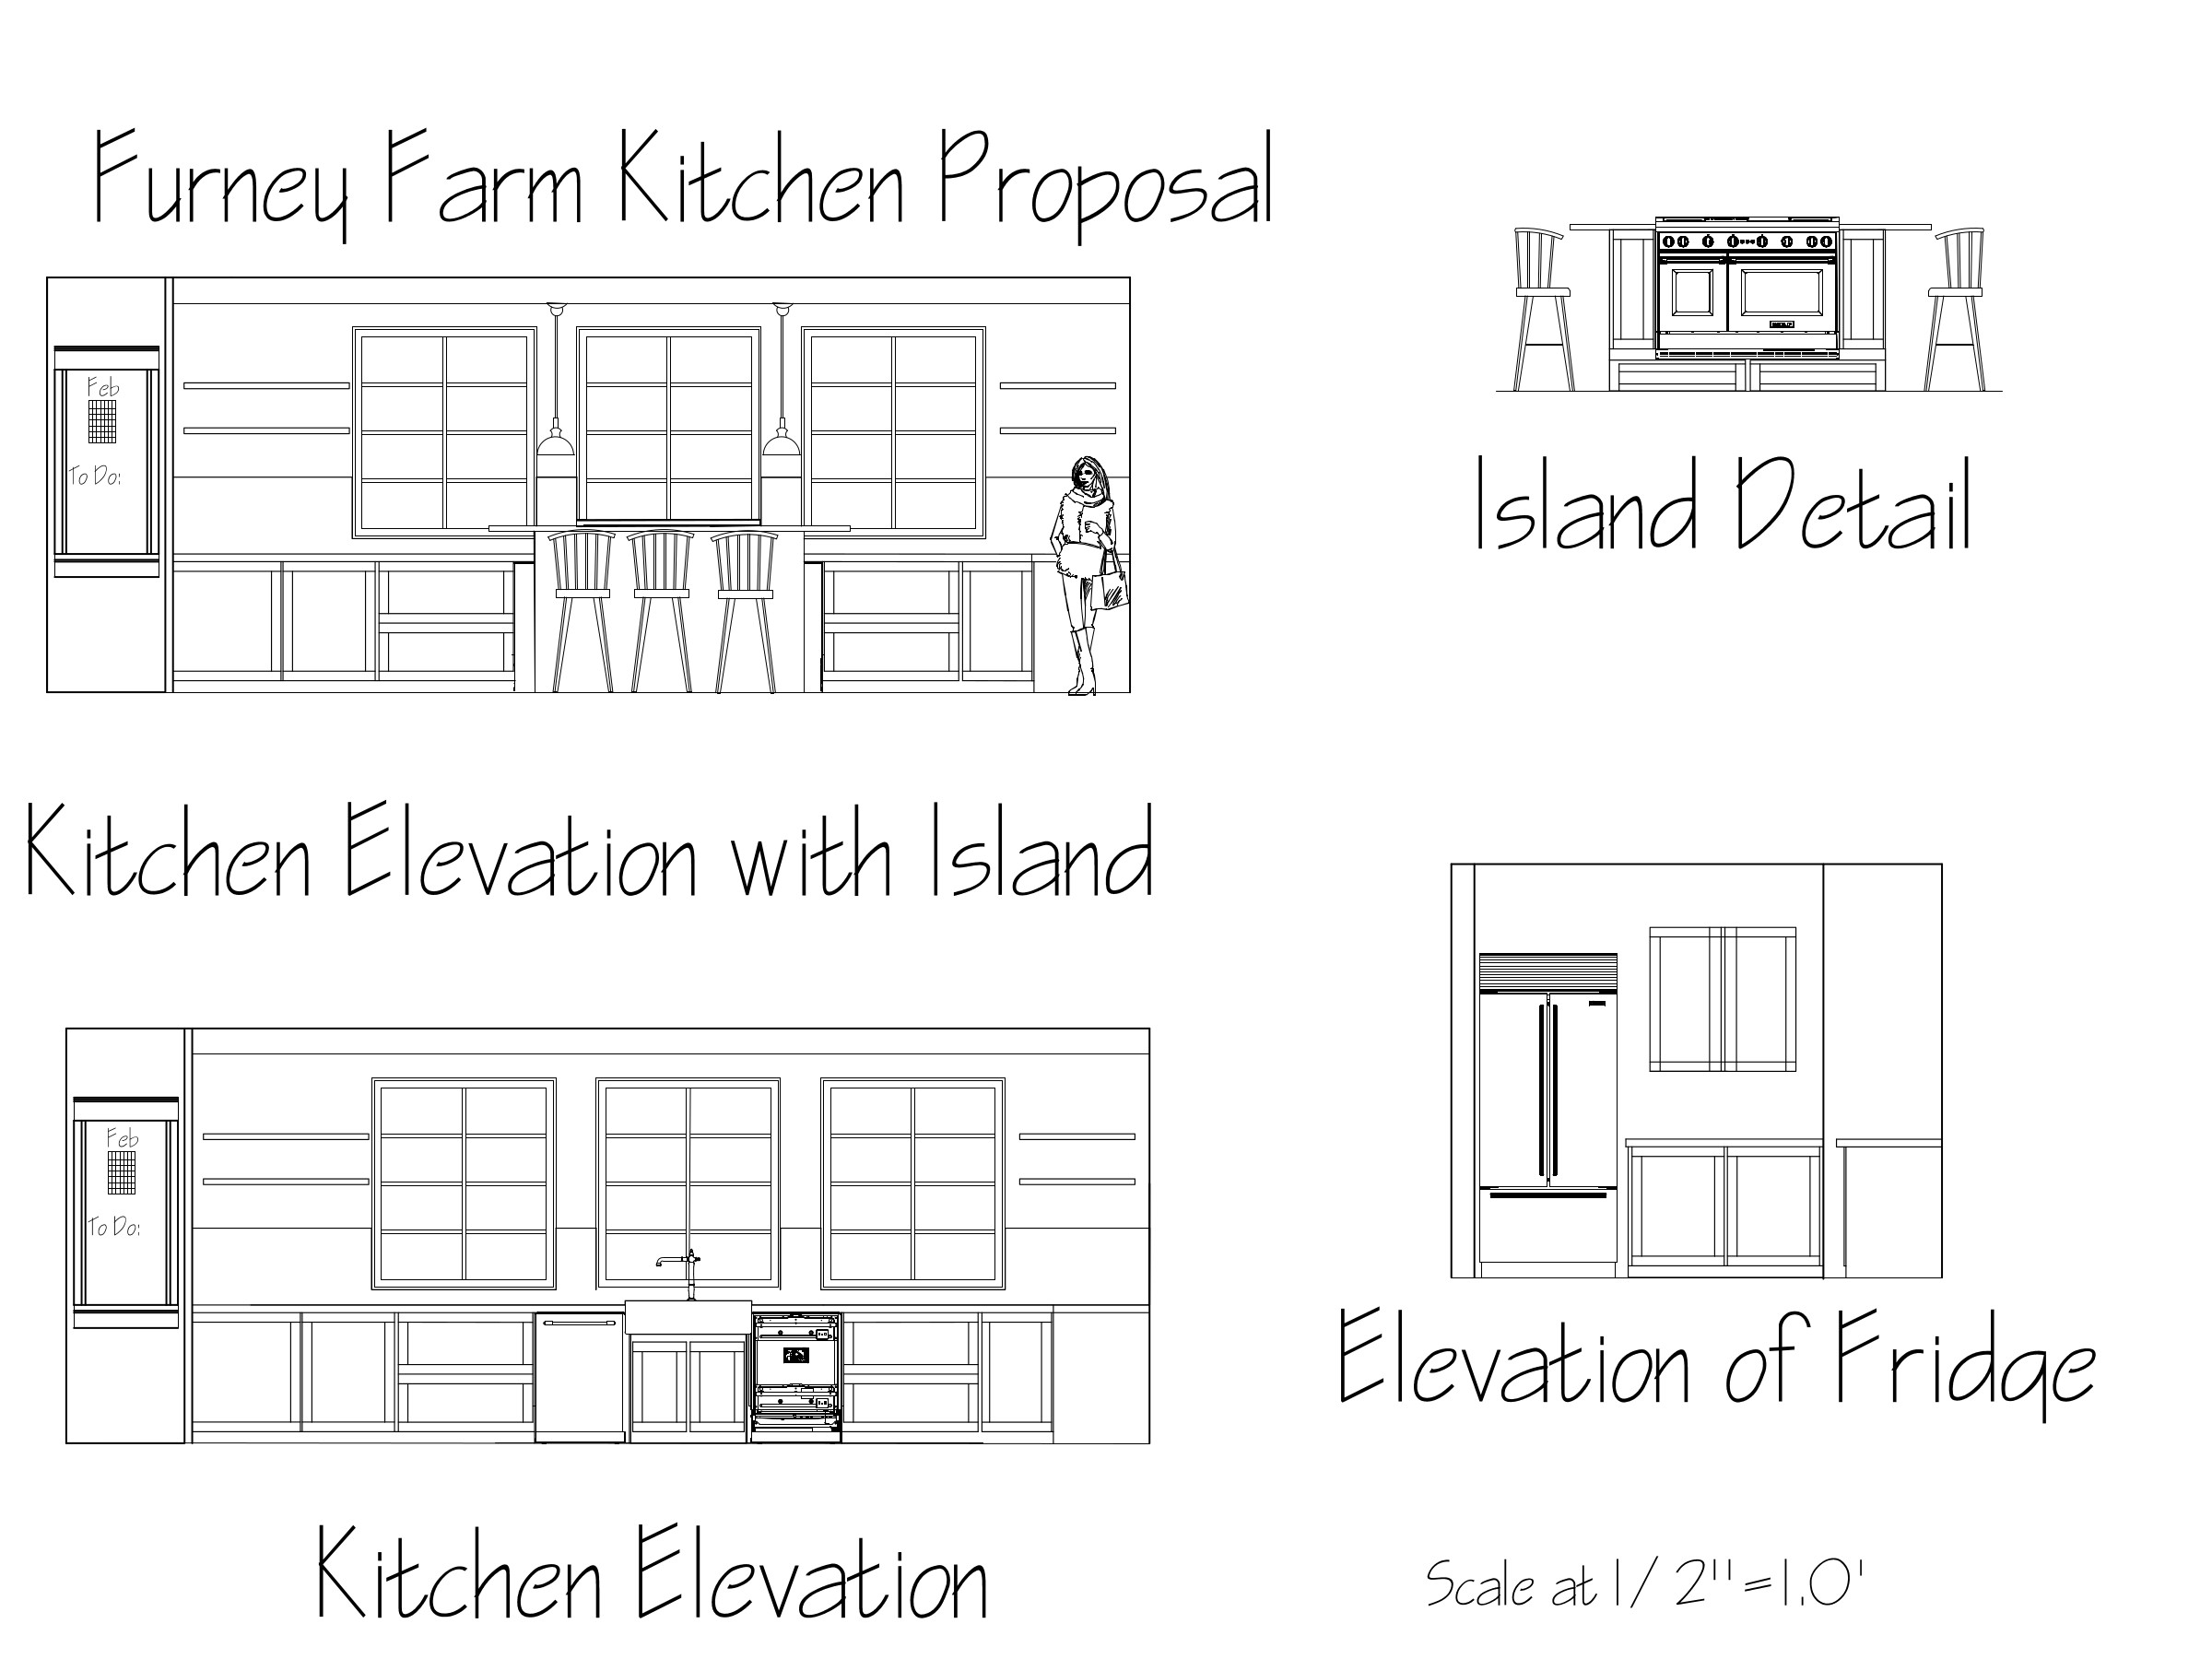 Furney Farm Kitchen Proposal
Feb
To Do:
Island Detail
Kitchen Elevation with Island
Feb
To Do:
Elevation of Fridge
Kitchen Elevation
Scale at 1/2"=1.0'